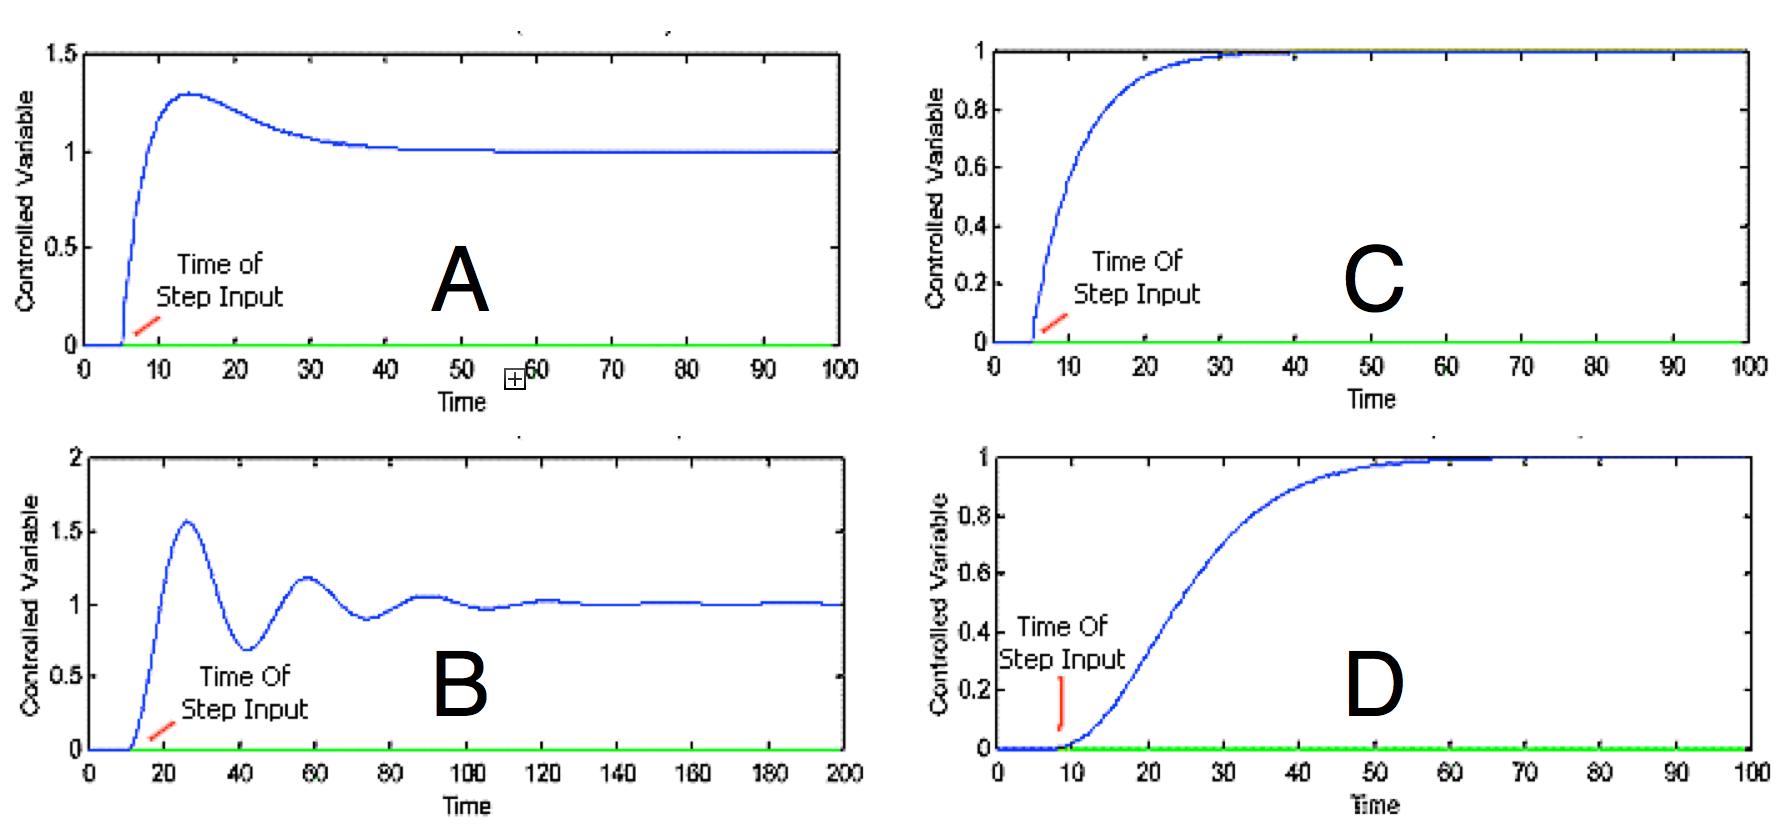 1.5
1
0.5
0
Controlled Variable
Time of
Step Input
A
0 10 20 30 40 50 60 70 80 90 100
Time
1
0.8
0.6
0.4
0.2
0
Controlled Variable
Time Of
Step Input
C
0 10 20 30 40 50 60 70 80 90 100
Time
2
1.5
1
0.5
0
Controlled Variable
Time Of
Step Input
B
0 20 40 60 80 100 120 140 160 180 200
Time
1
0.8
0.6
0.4
0.2
0
Controlled Variable
Time Of
Step Input
D
0 10 20 30 40 50 60 70 80 90 100
Time